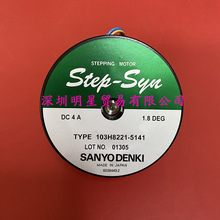 STEPPING MOTOR
Step-Syn
DC 4 A 1.8 DEG
深圳明星贸易有限公司
TYPE 103H8221-5141
LOT NO. 01305
SANYO DENKI
MADE IN JAPAN